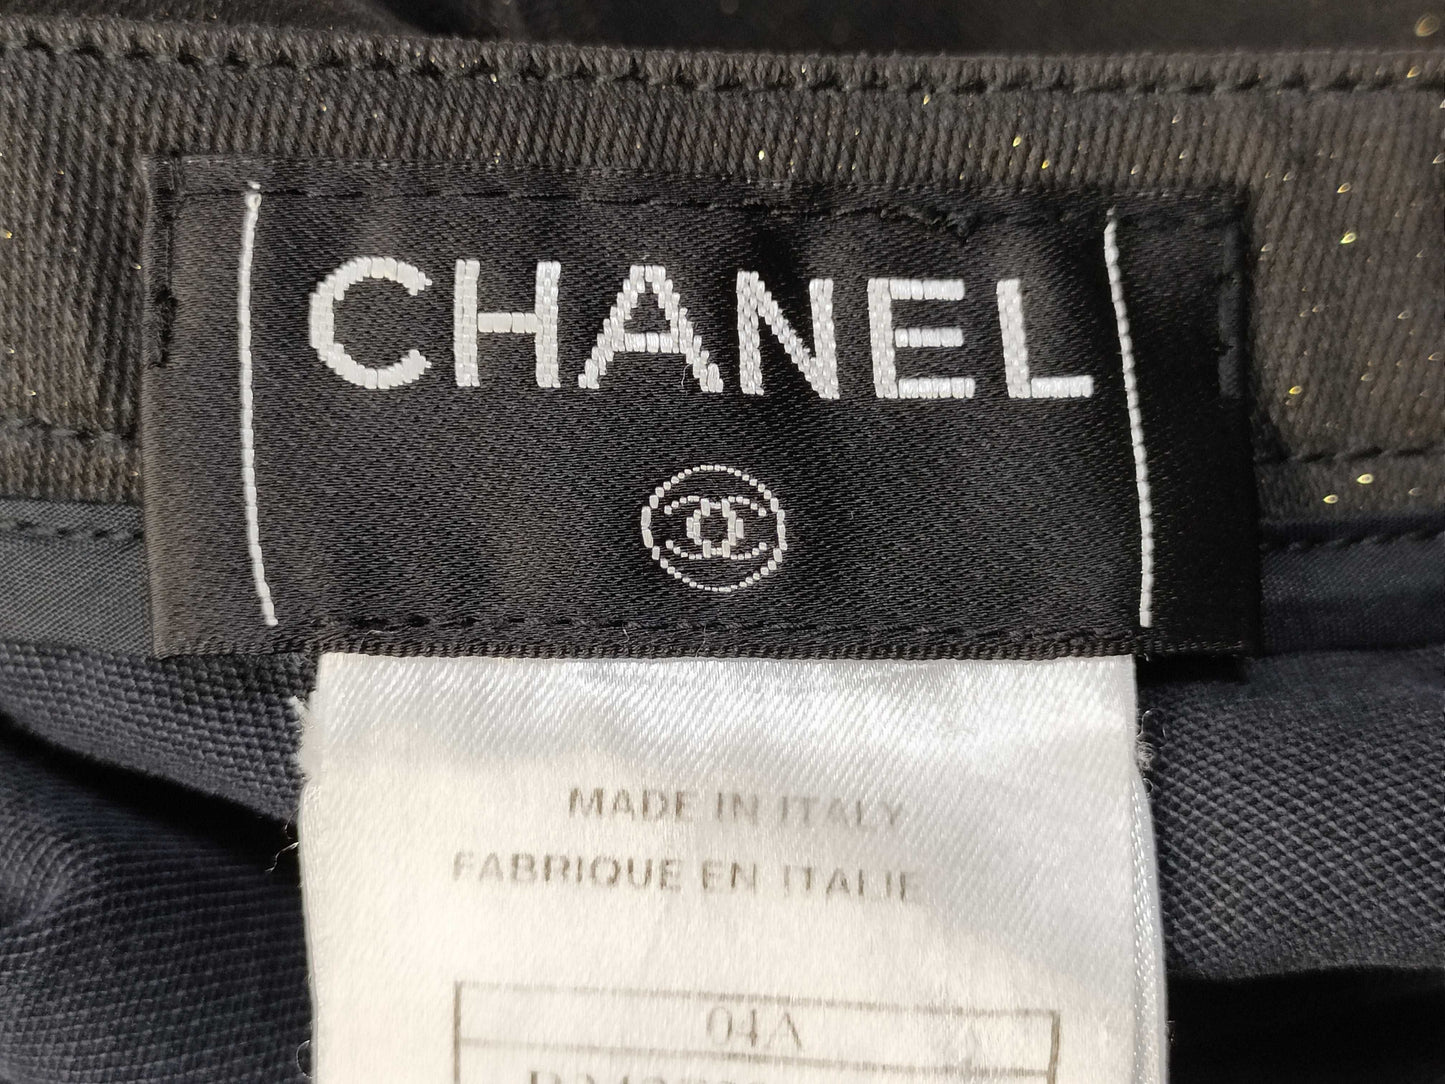 CHANEL
MADE IN ITALY
FABRIQUE EN ITALIE
04A A